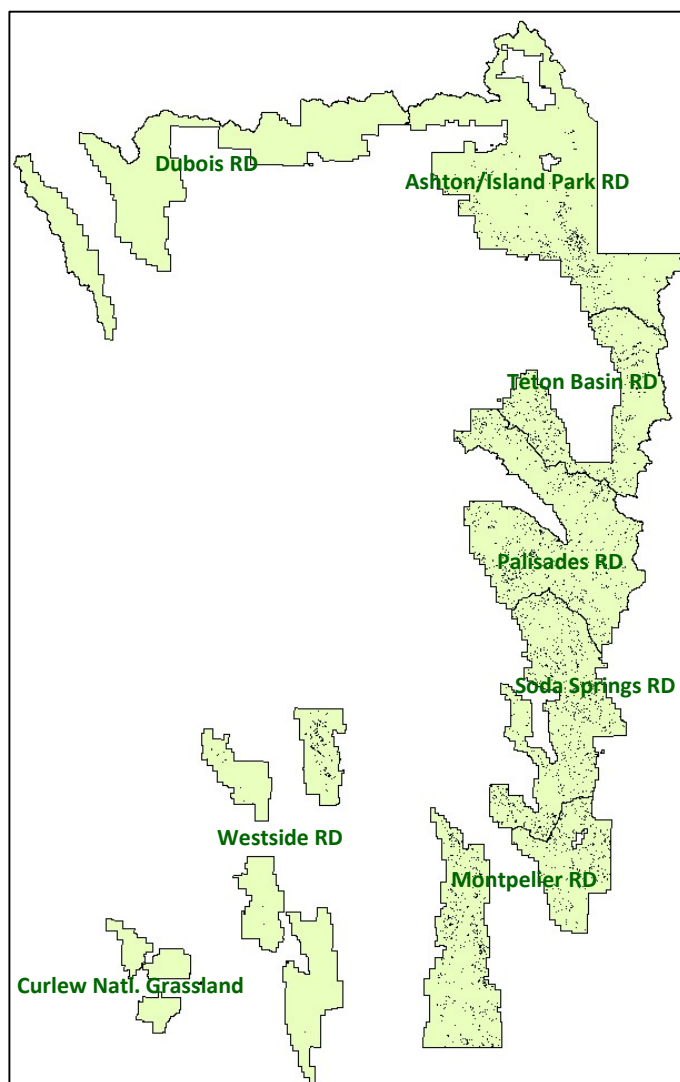 Dubois RD
Ashton/Island Park RD
Teton Basin RD
Palisades RD
Soda Springs RD
Westside RD
Montpelier RD
Curlew Natl. Grassland